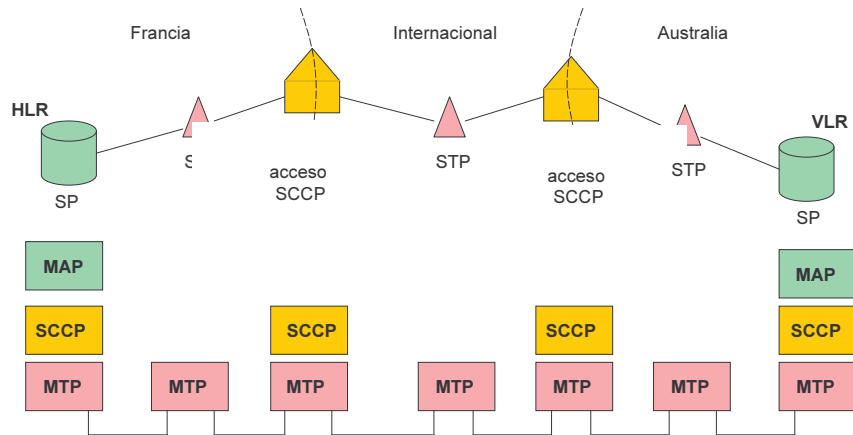 Francia
Internacional
Australia
HLR
VLR
STP
STP
SP
acceso
SCCP
acceso
SCCP
SP
MAP
MAP
SCCP
SCCP
SCCP
SCCP
MTP
MTP
MTP
MTP
MTP
MTP
MTP